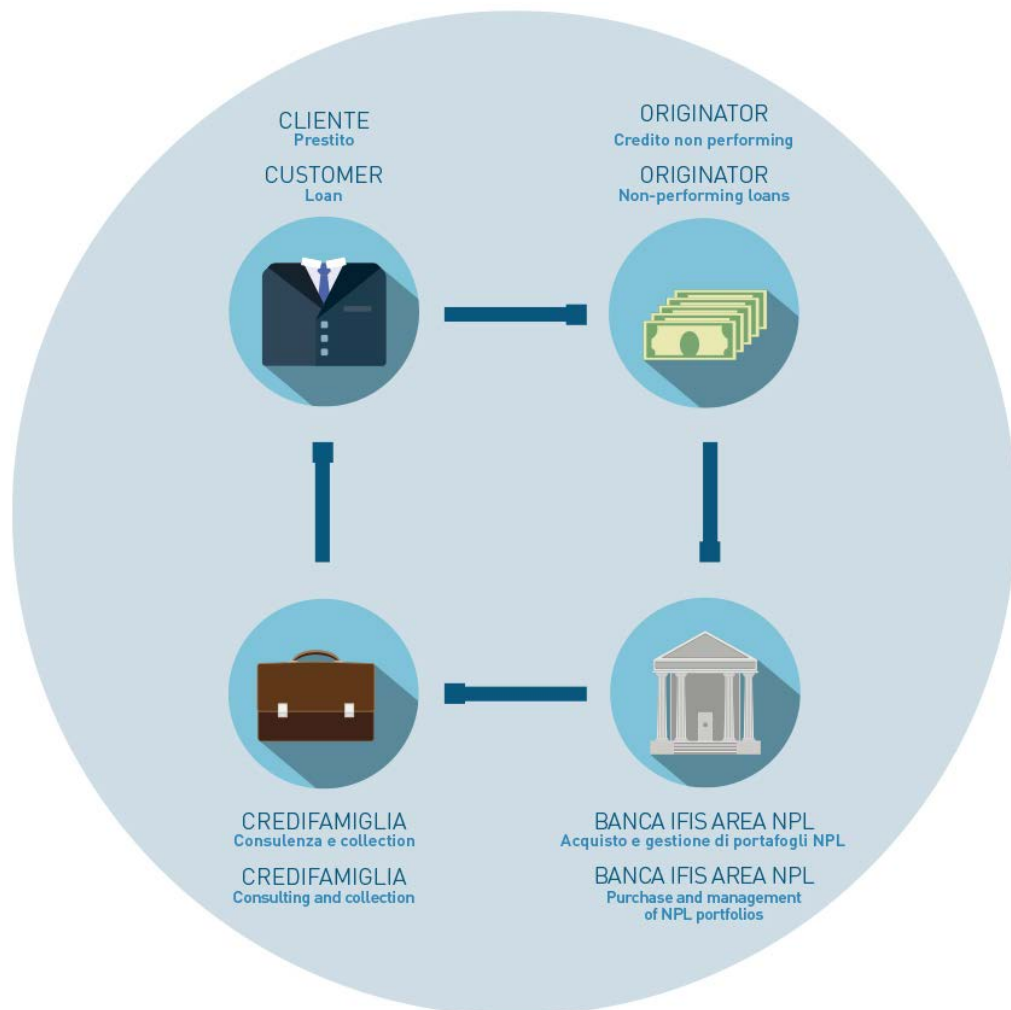 CLIENTE
Prestito
CUSTOMER
Loan
ORIGINATOR
Credito non performing
ORIGINATOR
Non-performing loans
CREDIFAMIGLIA
Consulenza e collection
CREDIFAMIGLIA
Consulting and collection
BANCA IFIS AREA NPL
Acquisto e gestione di portafogli NPL
BANCA IFIS AREA NPL
Purchase and management
of NPL portfolios